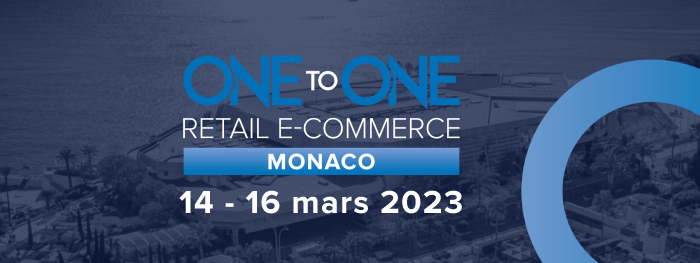 ONE TO ONE
RETAIL E-COMMERCE
MONACO
14 - 16 mars 2023